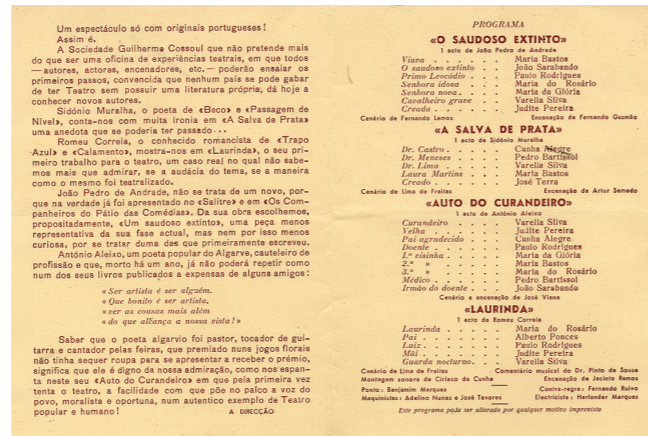 Um espectáculo só com originais portugueses!
Assim é.
A Sociedade Guilherme Cossoul que não pretende mais
do que ser uma oficina de experiências teatrais, em que todos
— autores, actores, encenadores, etc. — poderão ensaiar os
primeiros passos, convencida que nenhum país se pode gabar
de ter Teatro sem possuir uma literatura própria, dá hoje a
conhecer novos autores.
Sidónio Muralha, o poeta de «Beco» e «Passagem de
Nível», conta-nos com muita ironia em «A Salva de Prata»
uma anedota que se poderia ter passado...
Romeu Correia, o conhecido romancista de «Trapo
Azul» e «Calamento», mostra-nos em «Laurinda», o seu pri-
meiro trabalho para o teatro, um caso real no qual não sabe-
mos mais que admirar, se a audácia do tema, se a maneira
como o mesmo foi teatralizado.
João Pedro de Andrade, não se trata de um novo, por-
que na verdade já foi apresentado no «Salitre» e em «Os Com-
panheiros do Pátio das Comédias». Da sua obra escolhemos,
propositadamente, «Um saudoso extinto», uma peça menos
representativa da sua fase actual, mas nem por isso menos
curiosa, por se tratar duma das que primeiramente escreveu.
António Aleixo, um poeta popular do Algarve, cauteleiro de
profissão e que, morto há um ano, já não poderá repetir como
num dos seus livros publicados a expensas de alguns amigos:
«Ser artista é ser alguém.
«Que bonito é ser artista,
«ver as cousas mais além
«do que alcança a nossa vista!»
Saber que o poeta algarvio foi pastor, tocador de gui-
tarra e cantador pelas feiras, que premiado nuns jogos florais
não tinha sequer roupa para se apresentar a receber o prémio,
significa que ele é digno da nossa admiração, como nos espan-
ta neste seu «Auto do Curandeiro» em que pela primeira vez
tenta o teatro, a facilidade com que põe no palco a voz do
povo, moralista e oportuna, num autentico exemplo de Teatro
popular e humano!
A DIRECÇÃO
PROGRAMA
«O SAUDOSO EXTINTO»
1 acto de João Pedro de Andrade
Viuva . . . . . . Maria Bastos
O saudoso extinto . . . João Sarabando
Primo Leocádio . . . . Paulo Rodrigues
Senhora idosa . . . . Maria do Rosário
Senhora nova . . . . Maria da Glória
Cavalheiro grave . . . Varella Silva
Creada . . . . . . Judite Pereira
Cenário de Fernando Lemos Encenação de Fernando Gusmão
«A SALVA DE PRATA»
1 acto de Sidónio Muralha
Dr. Castro . . . . . Cunha Alegre
Dr. Meneses . . . . Pedro Bartissol
Dr. Lima . . . . . Varella Silva
Laura Martins . . . . Maria Bastos
Creado . . . . . . José Terra
Cenário de Lima de Freitas Encenação de Artur Semedo
«AUTO DO CURANDEIRO»
1 acto de António Aleixo
Curandeiro . . . . . Varella Silva
Velha . . . . . . Judite Pereira
Pai agradecido . . . . Cunha Alegre
Doente . . . . . . Paulo Rodrigues
1.ª visinha . . . . . Maria da Glória
2.ª » . . . . . Maria Bastos
3.ª » . . . . . Maria do Rosário
Médico . . . . . . Pedro Bartissol
Irmão do doente . . . João Sarabando
Cenário e encenação de José Viana
«LAURINDA»
1 acto de Romeu Correia
Laurinda . . . . . Maria do Rosário
Pai . . . . . . . Alberto Ponces
Luiz . . . . . . . Paulo Rodrigues
Mãi . . . . . . . Judite Pereira
Guarda nocturno . . . Varella Silva
Cenário de Lima de Freitas Comentário musical do Dr. Pinto de Sousa
Montagem sonora de Ciríaco da Cunha Encenação de Jacinto Ramos
Ponto: Benjamim Marques Contra-regra: Fernando Ruivo
Maquinistas: Adelino Nunes e José Tavares Electricista: Herlander Marques
Este programa pode ser alterado por qualquer motivo imprevisto